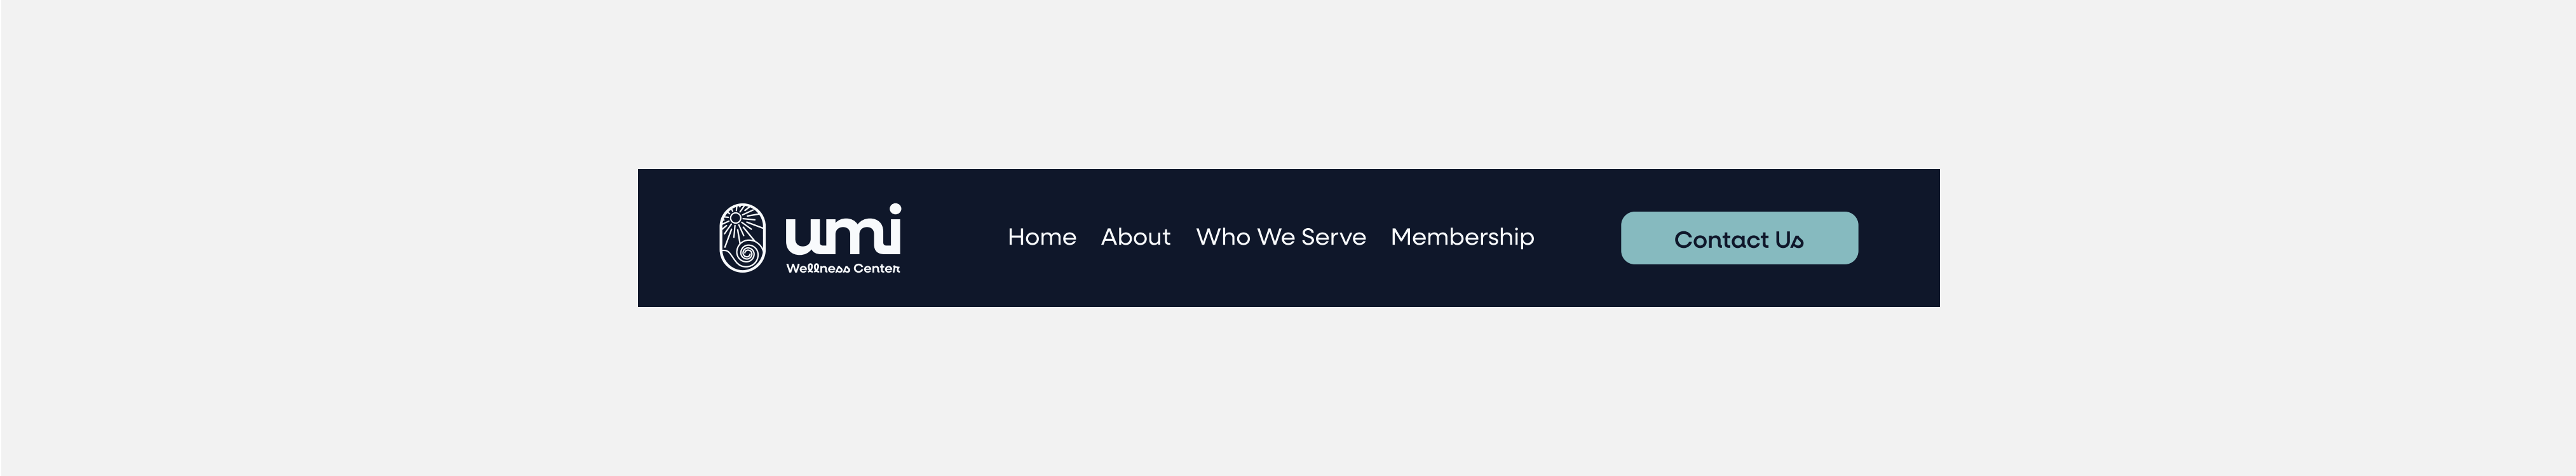 umi
Wellness Center
Home About Who We Serve Membership
Contact Us